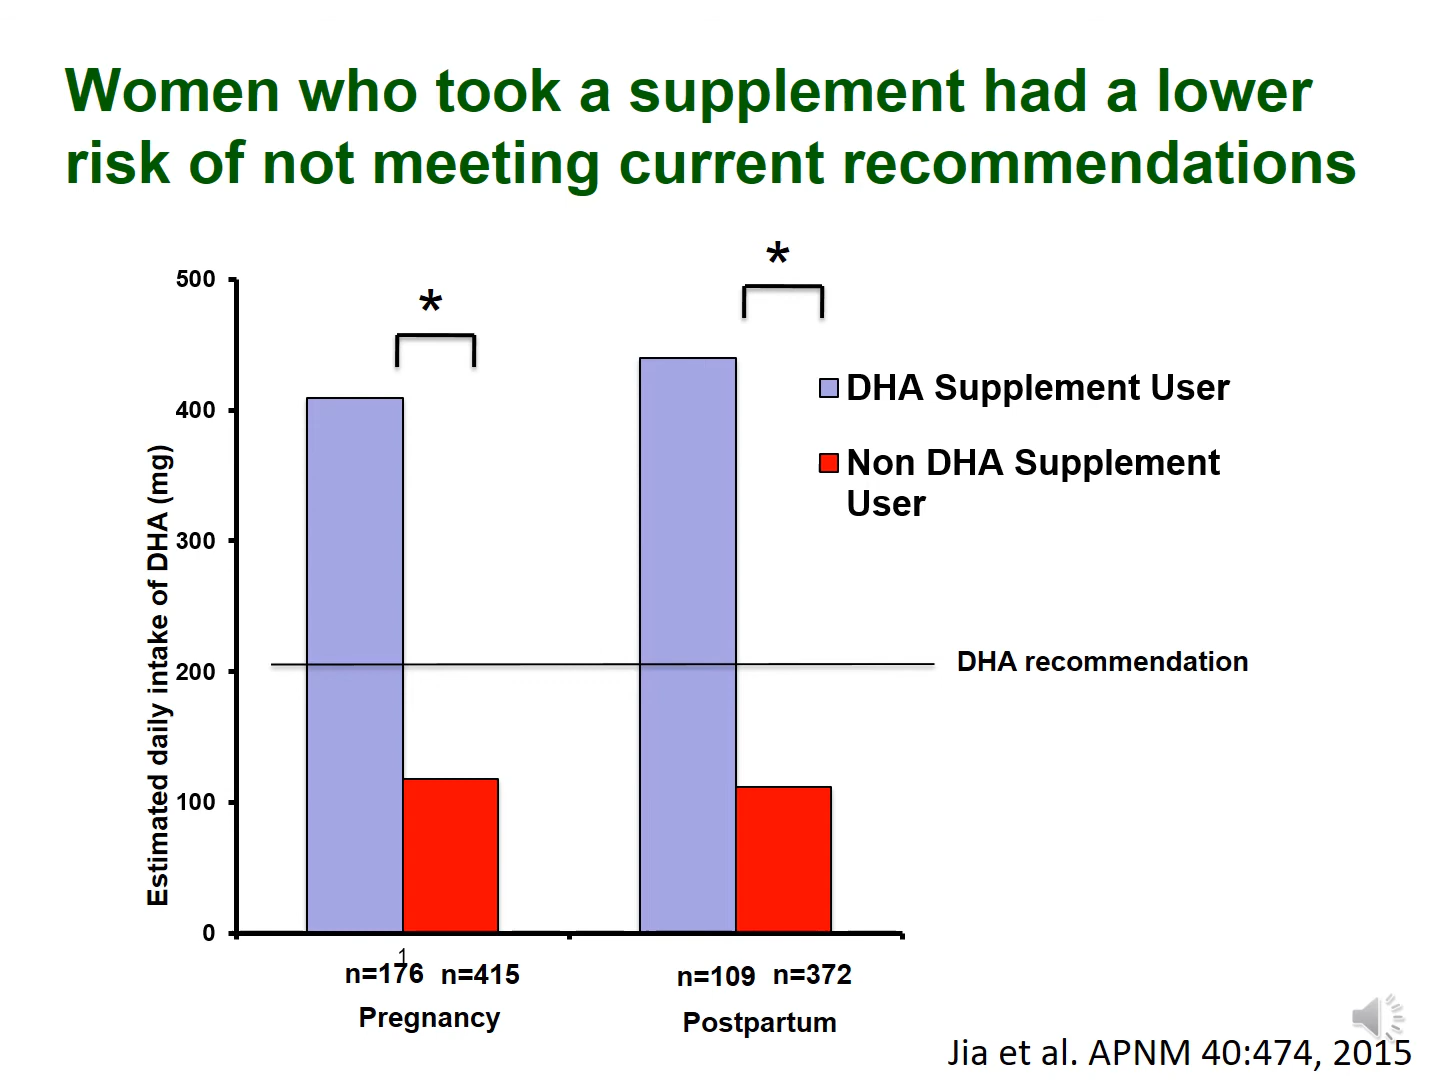 Women who took a supplement had a lower
risk of not meeting current recommendations
*
*
500
400
300
200
100
0
Estimated daily intake of DHA (mg)
DHA Supplement User
Non DHA Supplement
User
DHA recommendation
1
n=176 n=415
n=109 n=372
Pregnancy
Postpartum
Jia et al. APNM 40:474, 2015